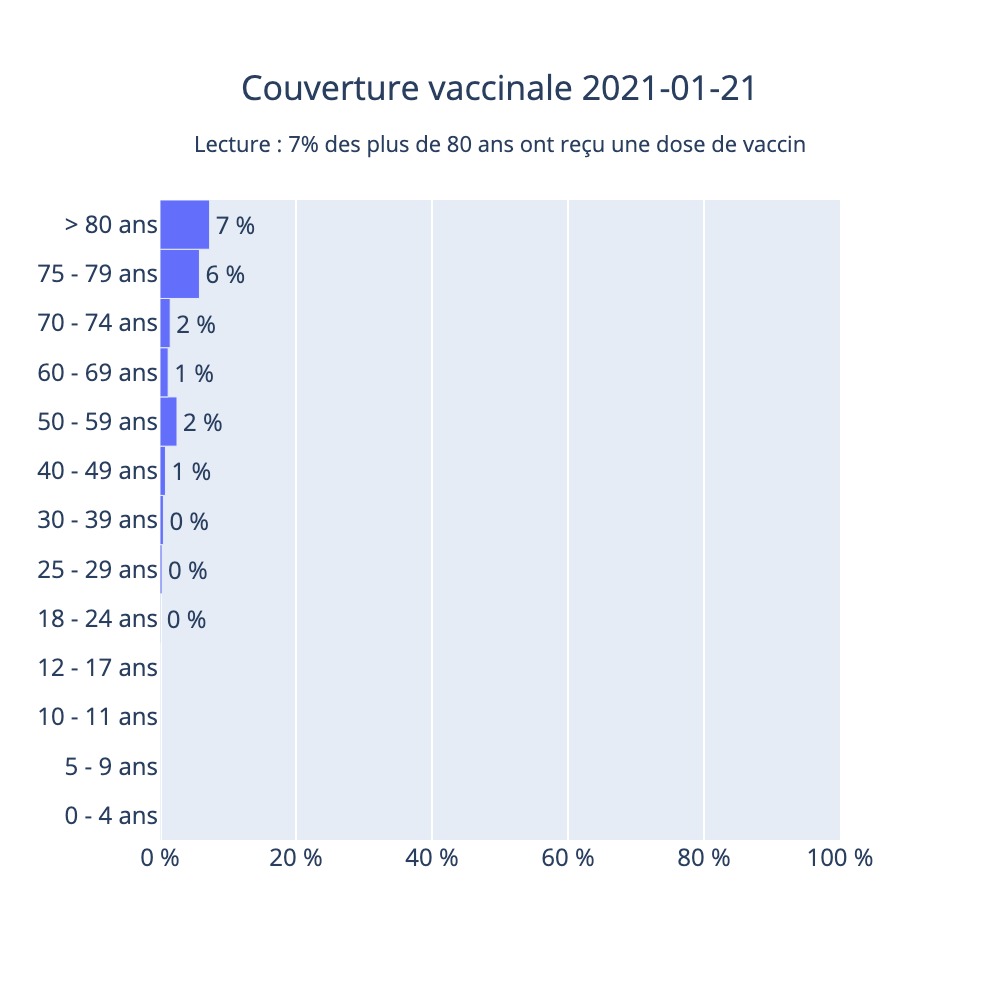 Couverture vaccinale 2021-01-21
Lecture : 7% des plus de 80 ans ont reçu une dose de vaccin
> 80 ans 7 %
75 - 79 ans 6 %
70 - 74 ans 2 %
60 - 69 ans 1 %
50 - 59 ans 2 %
40 - 49 ans 1 %
30 - 39 ans 0 %
25 - 29 ans 0 %
18 - 24 ans 0 %
12 - 17 ans
10 - 11 ans
5 - 9 ans
0 - 4 ans
0 % 20 % 40 % 60 % 80 % 100 %